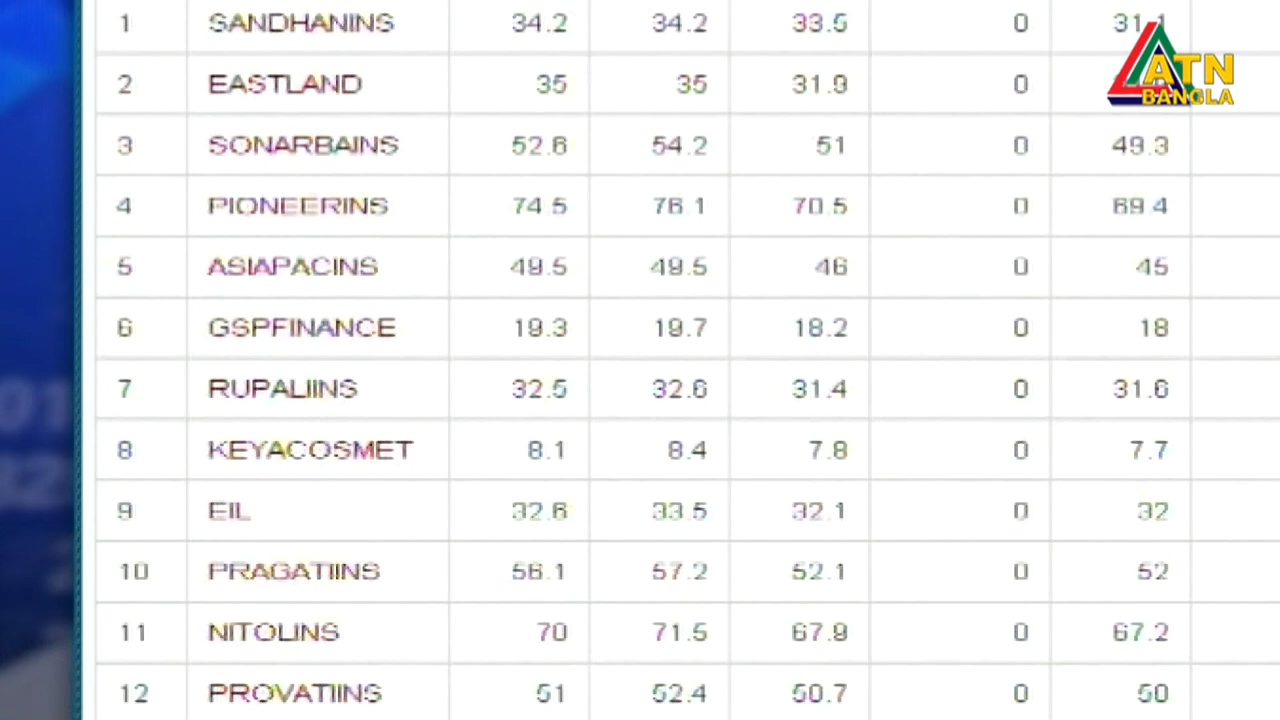 1 SANDHANINS 34.2 34.2 33.5 0 31.1
ATN
BANGLA
2 EASTLAND 35 35 31.9 0
3 SONARBAINS 52.6 54.2 51 0 49.3
4 PIONEERINS 74.5 76.1 70.5 0 69.4
5 ASIAPACINS 49.5 49.5 46 0 45
6 GSPFINANCE 19.3 19.7 18.2 0 18
7 RUPALIINS 32.5 32.6 31.4 0 31.6
8 KEYACOSMET 8.1 8.4 7.8 0 7.7
9 EIL 32.6 33.5 32.1 0 32
10 PRAGATIINS 56.1 57.2 52.1 0 52
11 NITOLINS 70 71.5 67.9 0 67.2
12 PROVATIINS 51 52.4 50.7 0 50